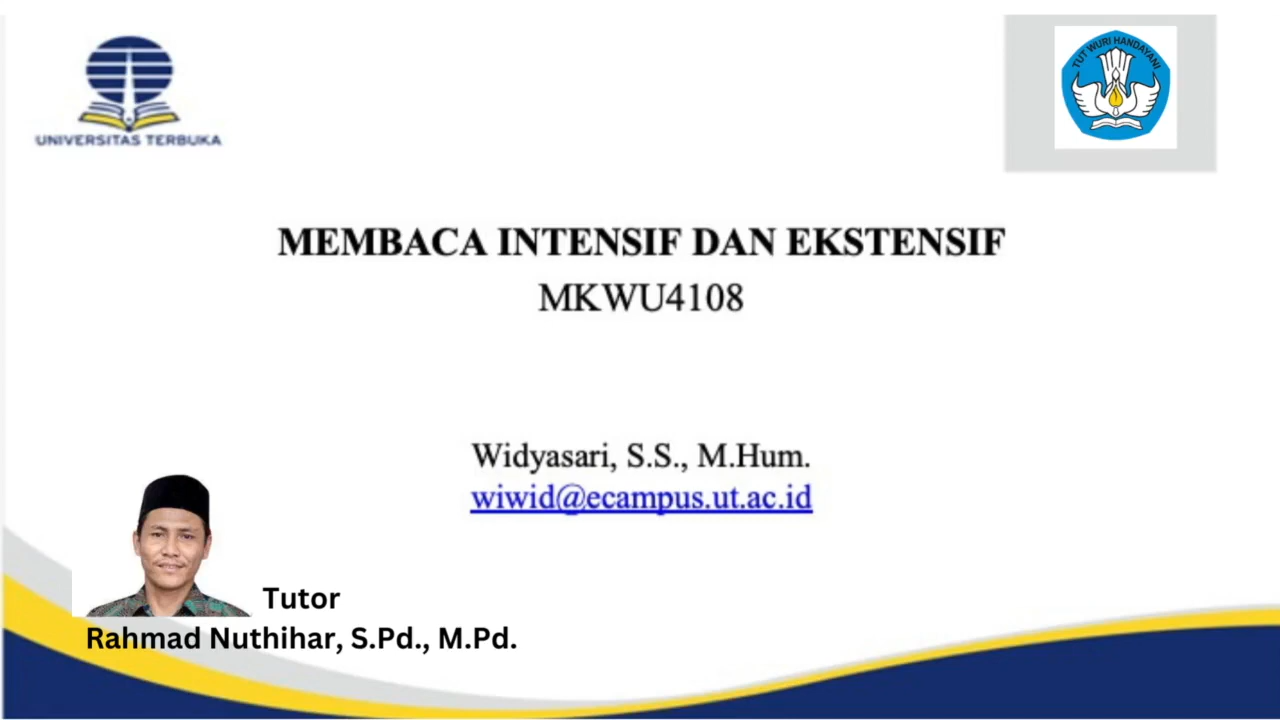 UNIVERSITAS TERBUKA
TUT WURI HANDAYANI
MEMBACA INTENSIF DAN EKSTENSIF
MKWU4108
Widyasari, S.S., M.Hum.
wiwid@ecampus.ut.ac.id
Tutor
Rahmad Nuthihar, S.Pd., M.Pd.